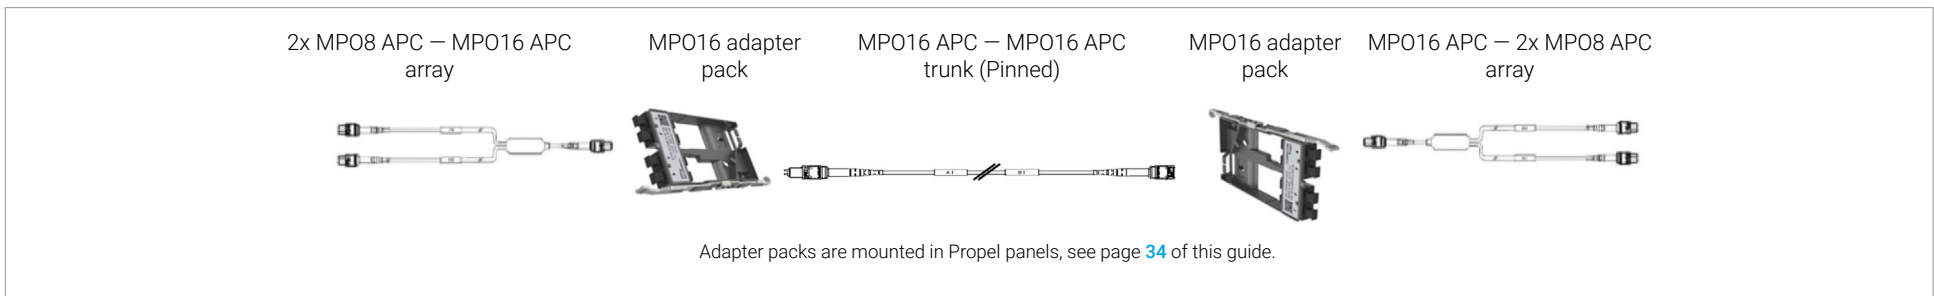 2x MPO8 APC — MPO16 APC
array
MPO16 adapter
pack
MPO16 APC — MPO16 APC
trunk (Pinned)
MPO16 adapter
pack
MPO16 APC — 2x MPO8 APC
array
Adapter packs are mounted in Propel panels, see page 34 of this guide.